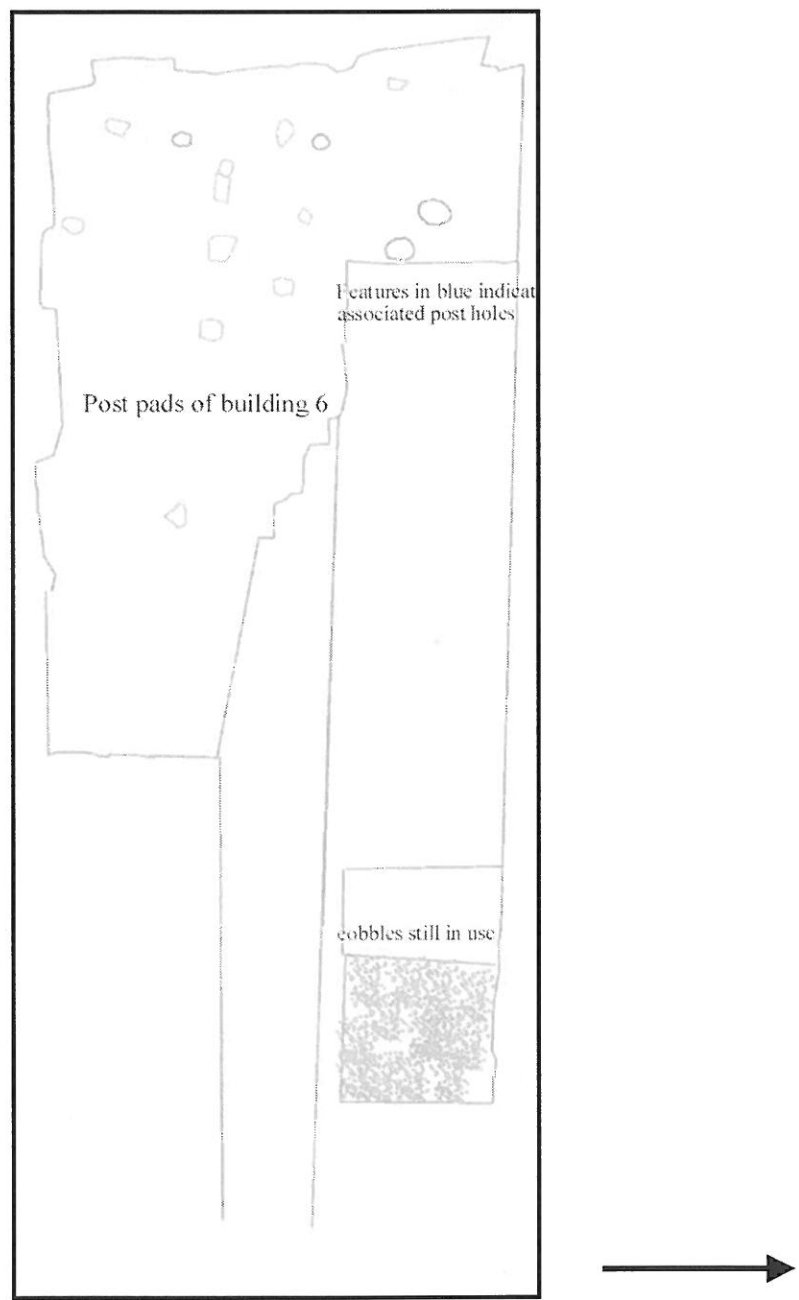 Features in blue indicat
associated post holes
Post pads of building 6
cobbles still in use